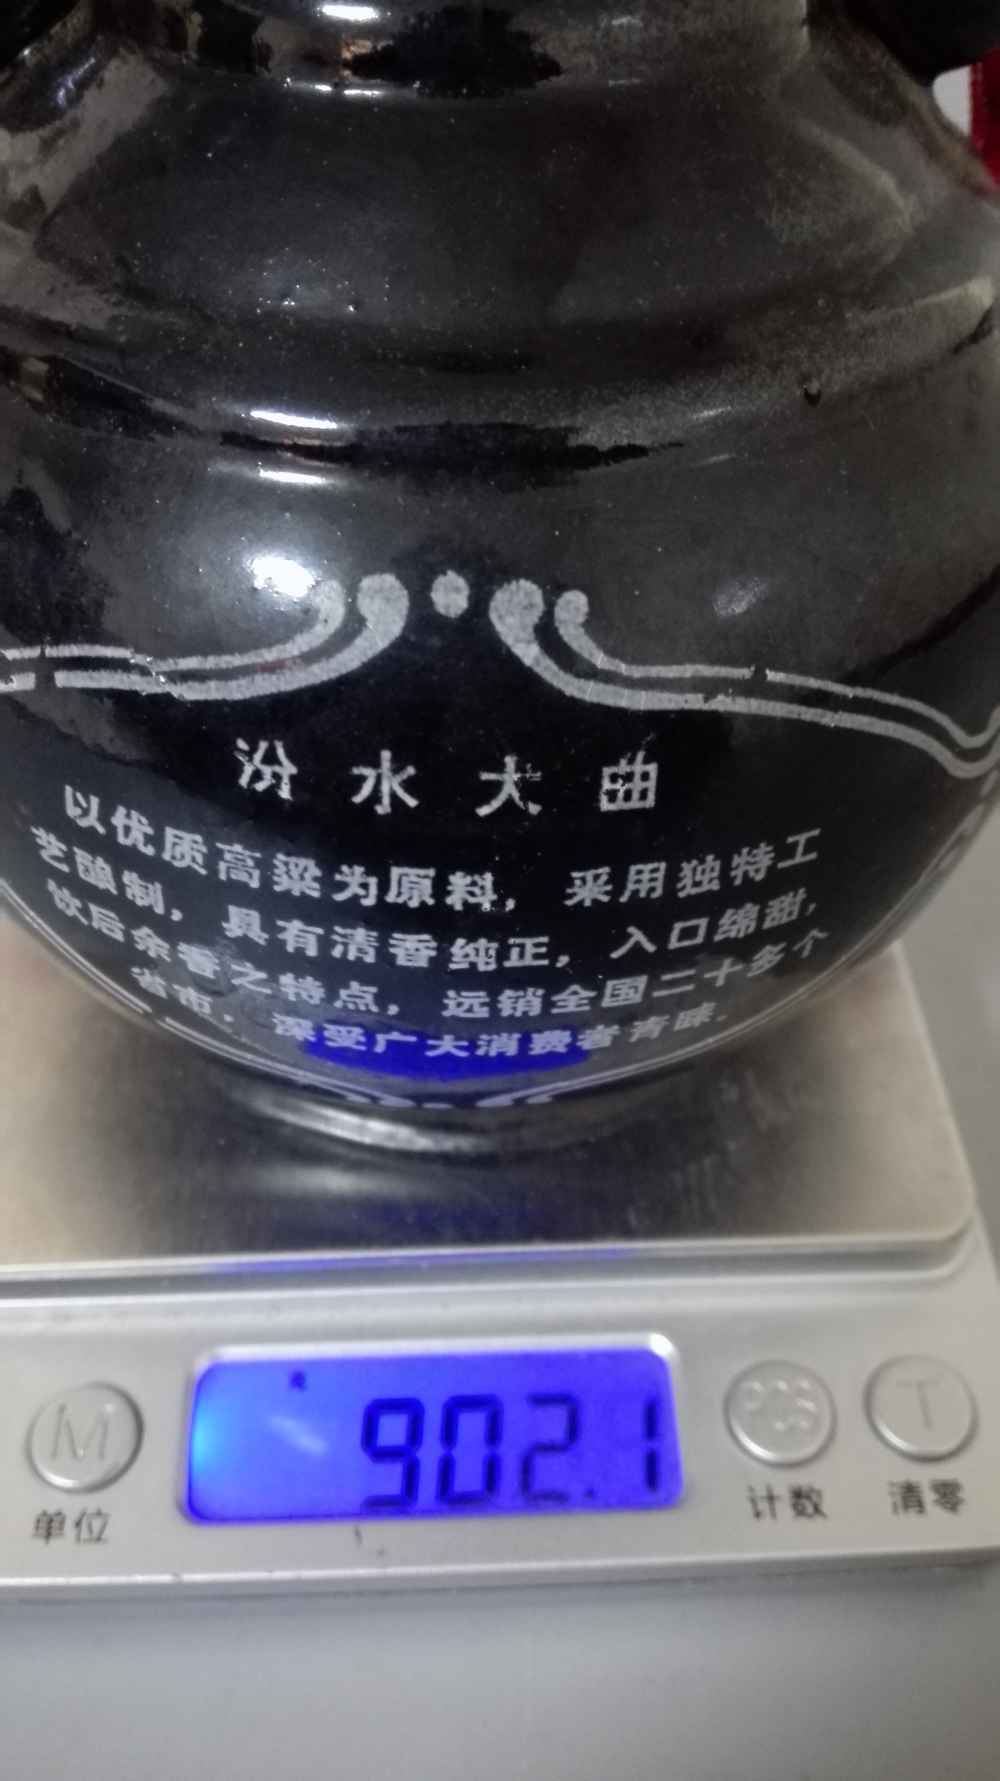 汾水大曲
以优质高粱为原料，采用独特工
艺酿制，具有清香纯正，入口绵甜，
饮后余香之特点，远销全国二十多个
省市，深受广大消费者青睐.
902.1
M
PCS
T
单位
计数
清零